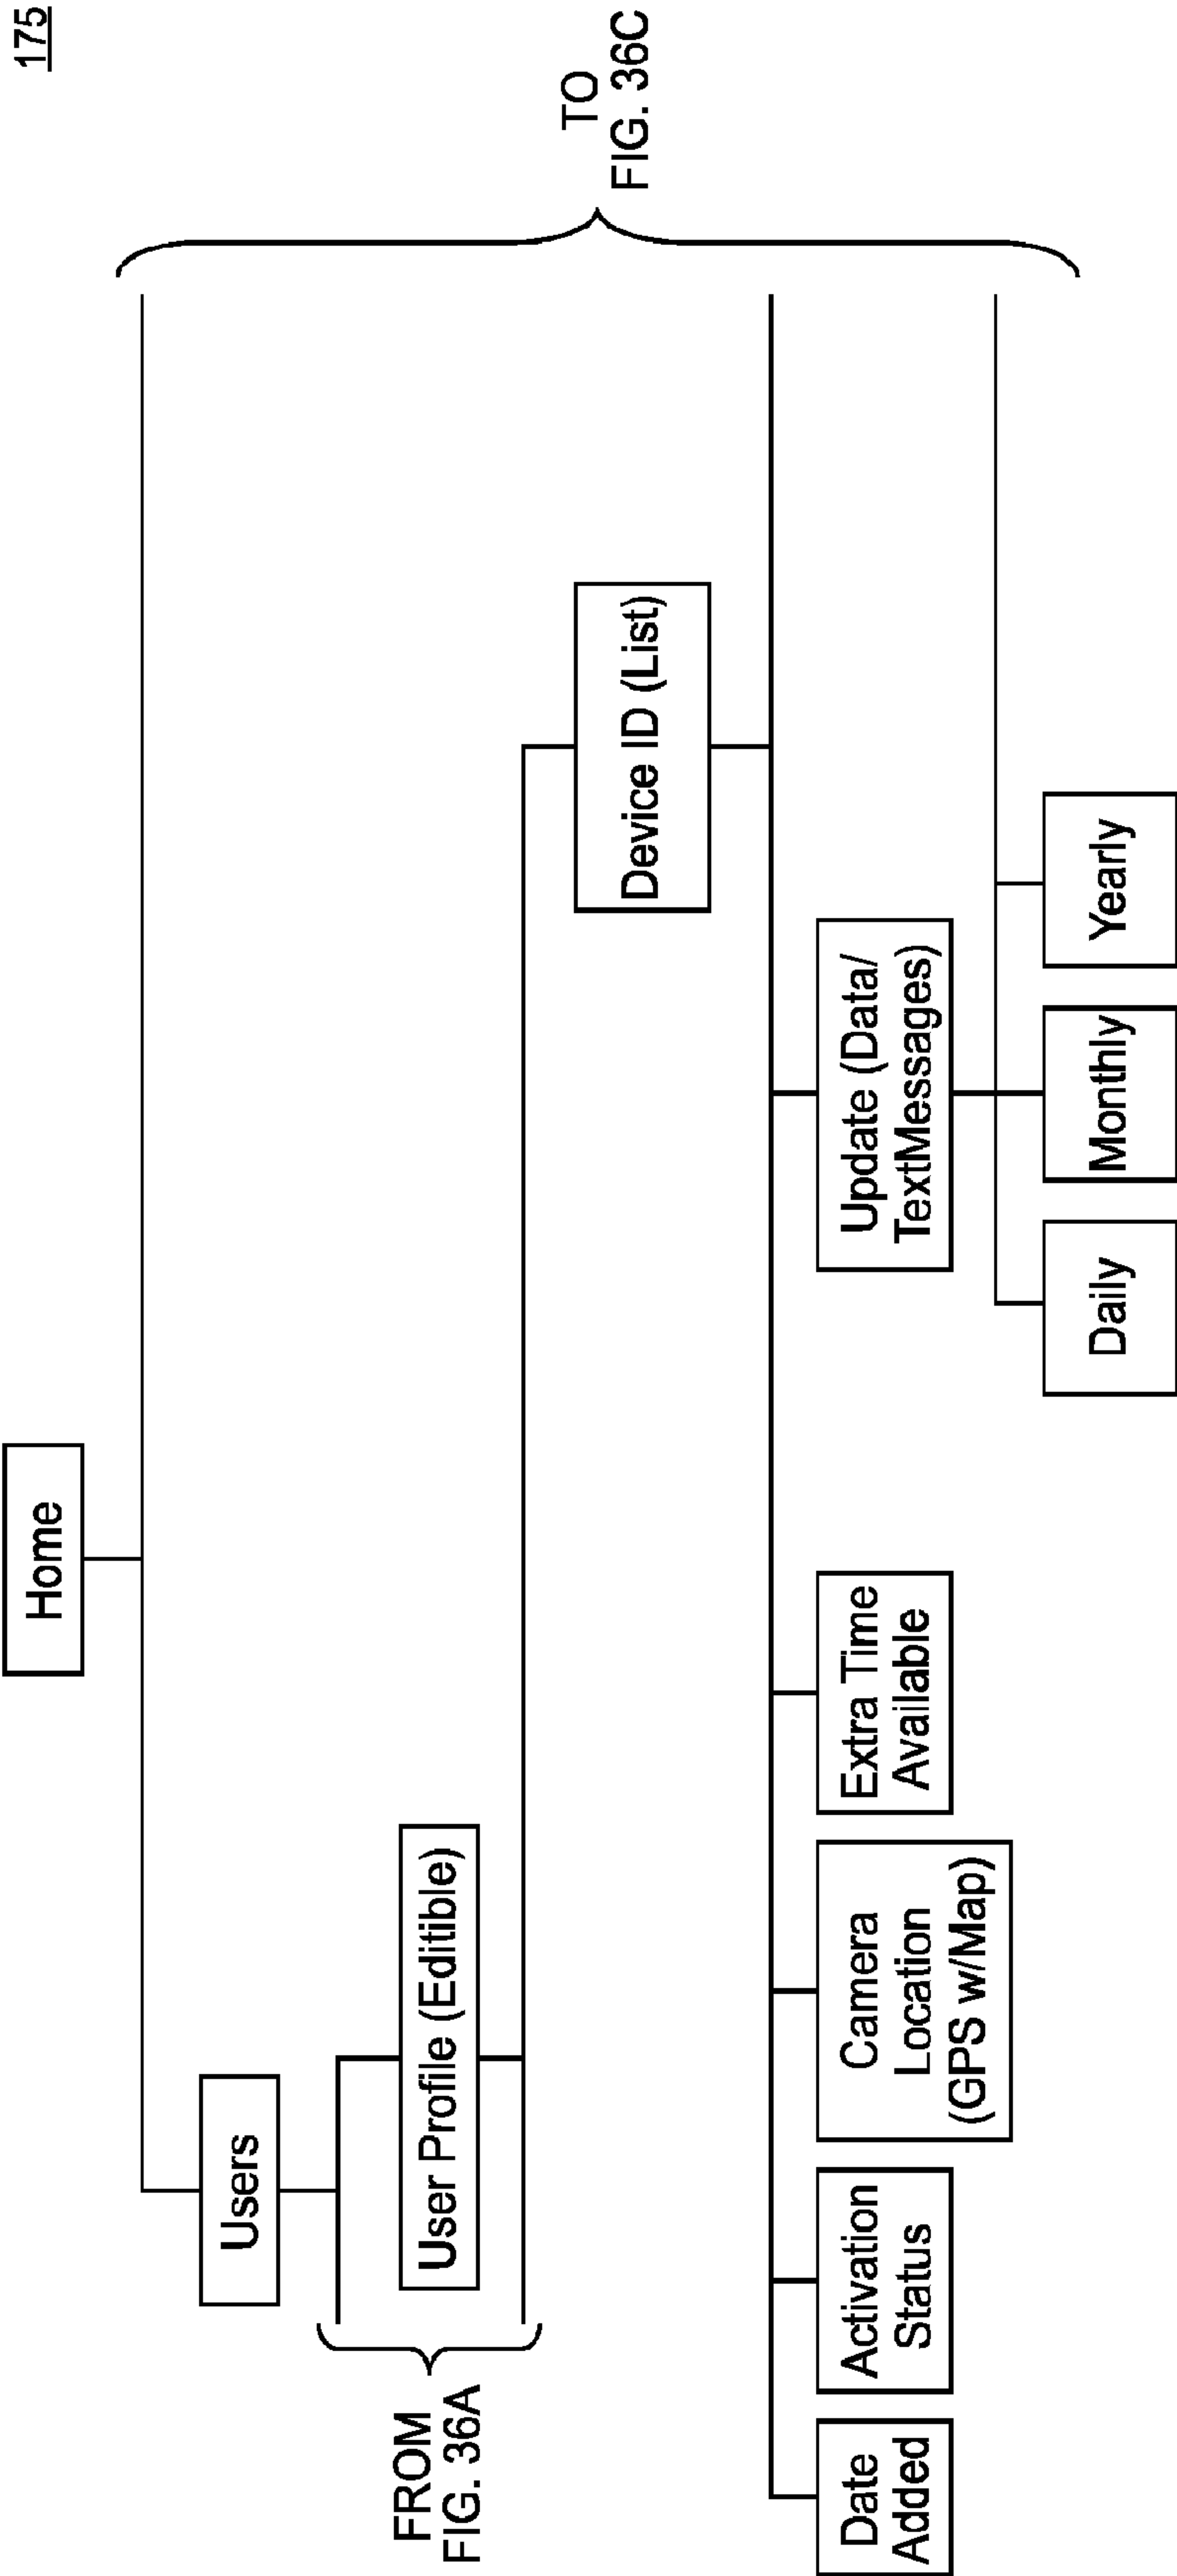 175
Home
Users
FROM
FIG. 36A
User Profile (Editible)
TO
FIG. 36C
Device ID (List)
Date
Added
Activation
Status
Camera
Location
(GPS w/Map)
Extra Time
Available
Update (Data/
TextMessages)
Daily
Monthly
Yearly